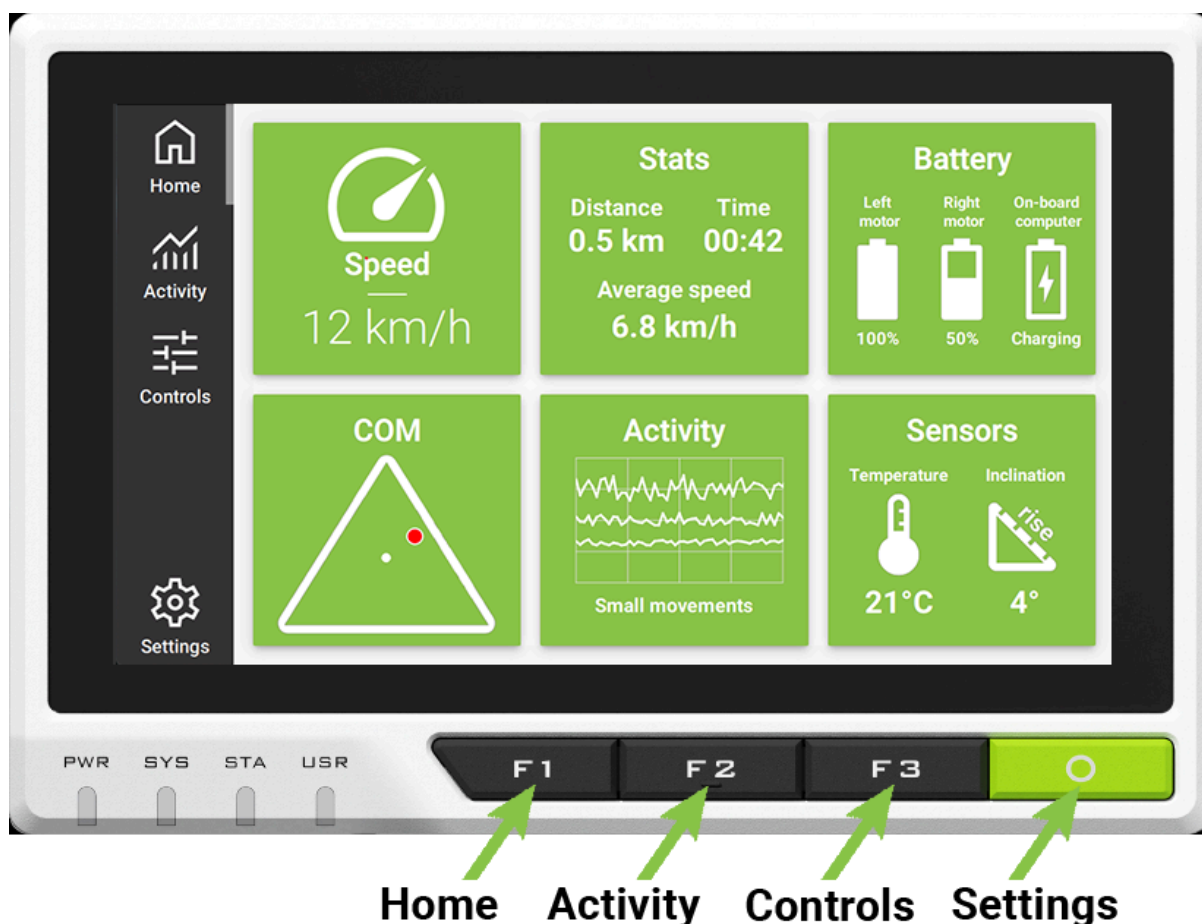 Home
Activity
Controls
Settings
Speed
12 km/h
Stats
Distance Time
0.5 km 00:42
Average speed
6.8 km/h
Battery
Left motor
Right motor
On-board computer
100% 50% Charging
COM
Activity
Small movements
Sensors
Temperature Inclination
rise
21°C 4°
PWR SYS STA USR
F1 F2 F3 O
Home Activity Controls Settings